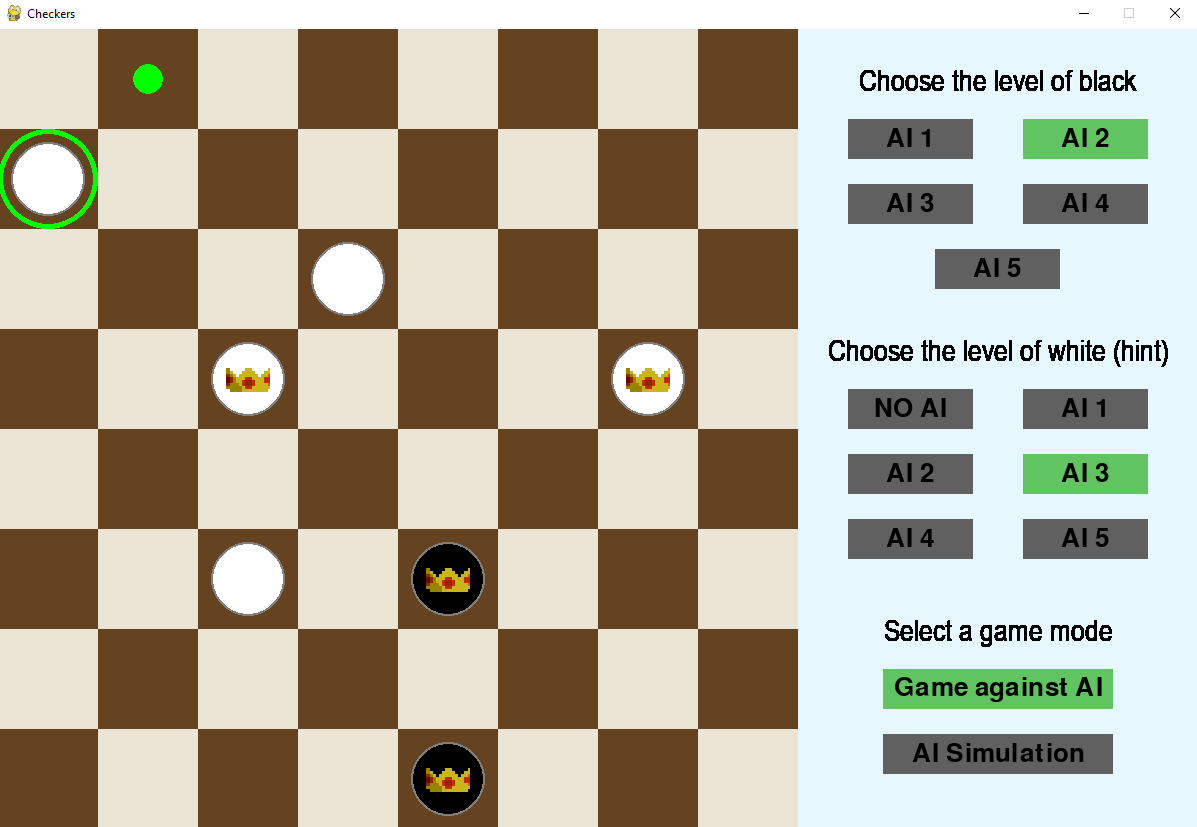 Checkers
Choose the level of black
AI 1
AI 2
AI 3
AI 4
AI 5
Choose the level of white (hint)
NO AI
AI 1
AI 2
AI 3
AI 4
AI 5
Select a game mode
Game against AI
AI Simulation